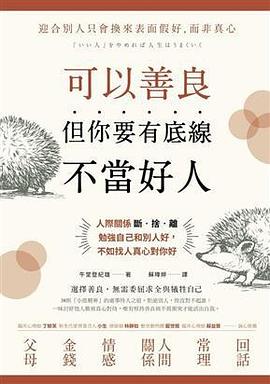 迎合別人只會換來表面假好,而非真心
「いい人」をやめれば人生はうまくいく
可以善良
但你要有底線
不當好人
人際關係 斷・捨・離
勉強自己和別人好,
不如找人真心對你好
午堂登紀雄──著
蘇暐婷──譯
選擇善良,無需委屈求全與犧牲自己
父母 金錢 情感 人間關係 常理 回話